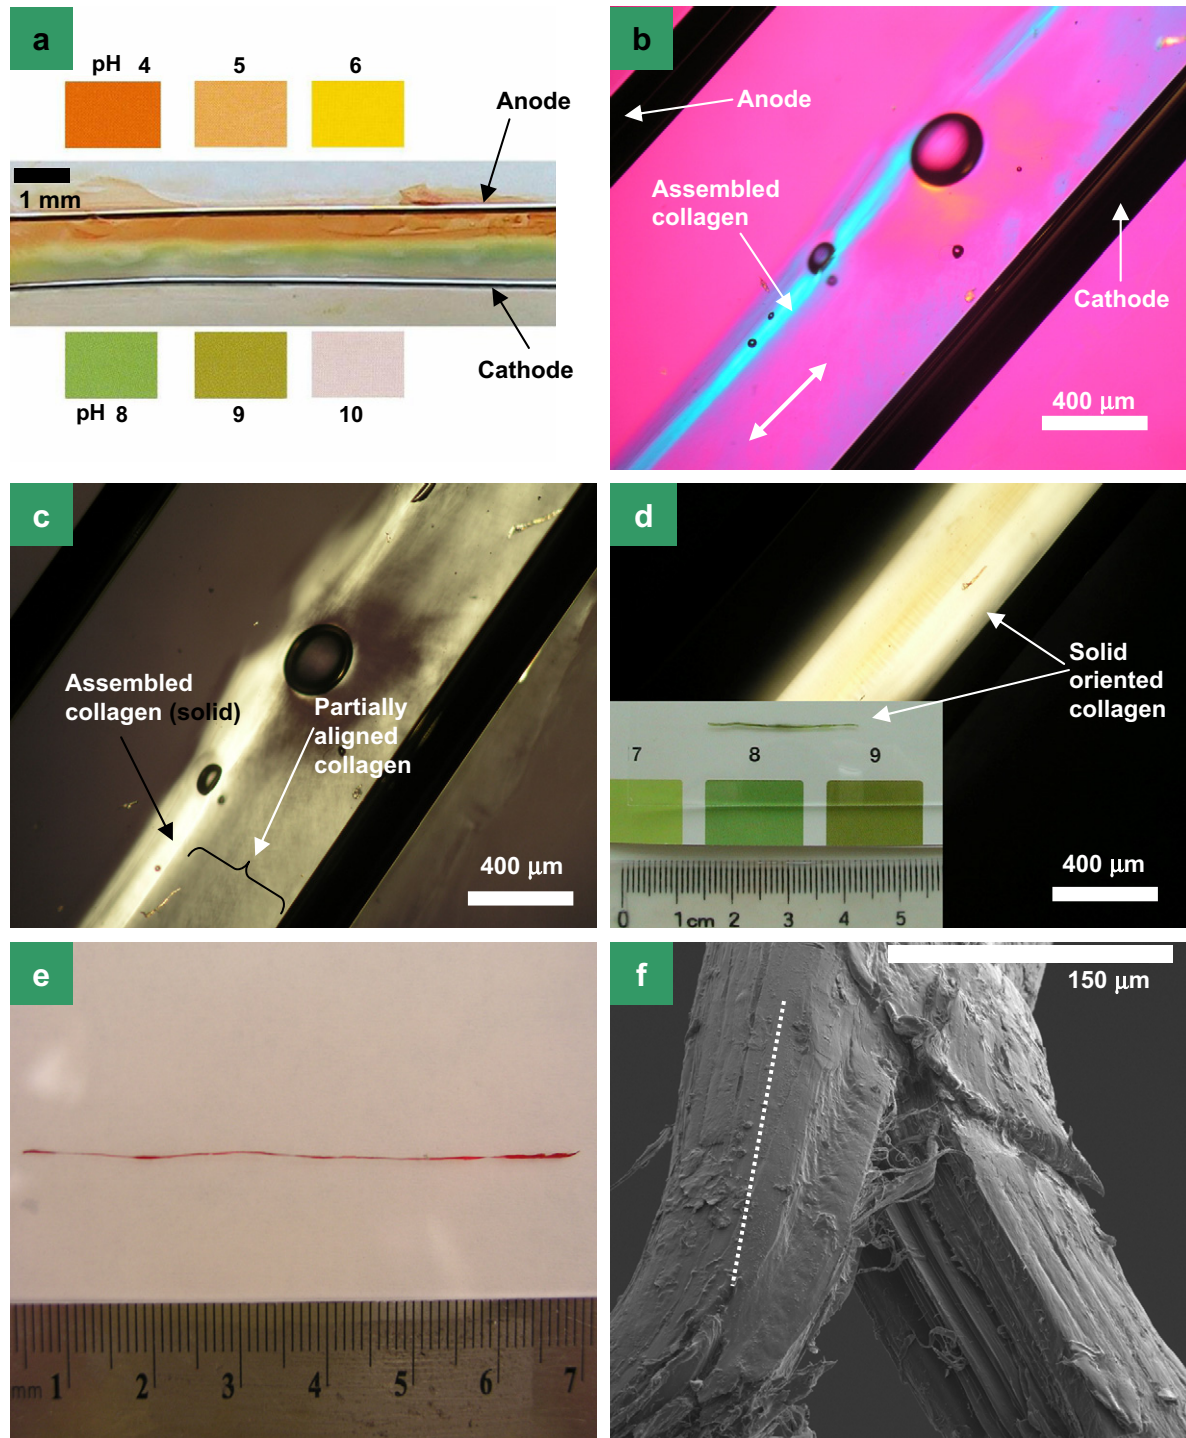 a
pH 4
5
6
Anode
1 mm
Cathode
pH 8
9
10
b
Anode
Assembled
collagen
Cathode
400 μm
c
Assembled
collagen (solid)
Partially
aligned
collagen
400 μm
d
Solid
oriented
collagen
7
8
9
400 μm
0 1cm 2 3 4 5
e
mm 1 2 3 4 5 6 7
f
150 μm